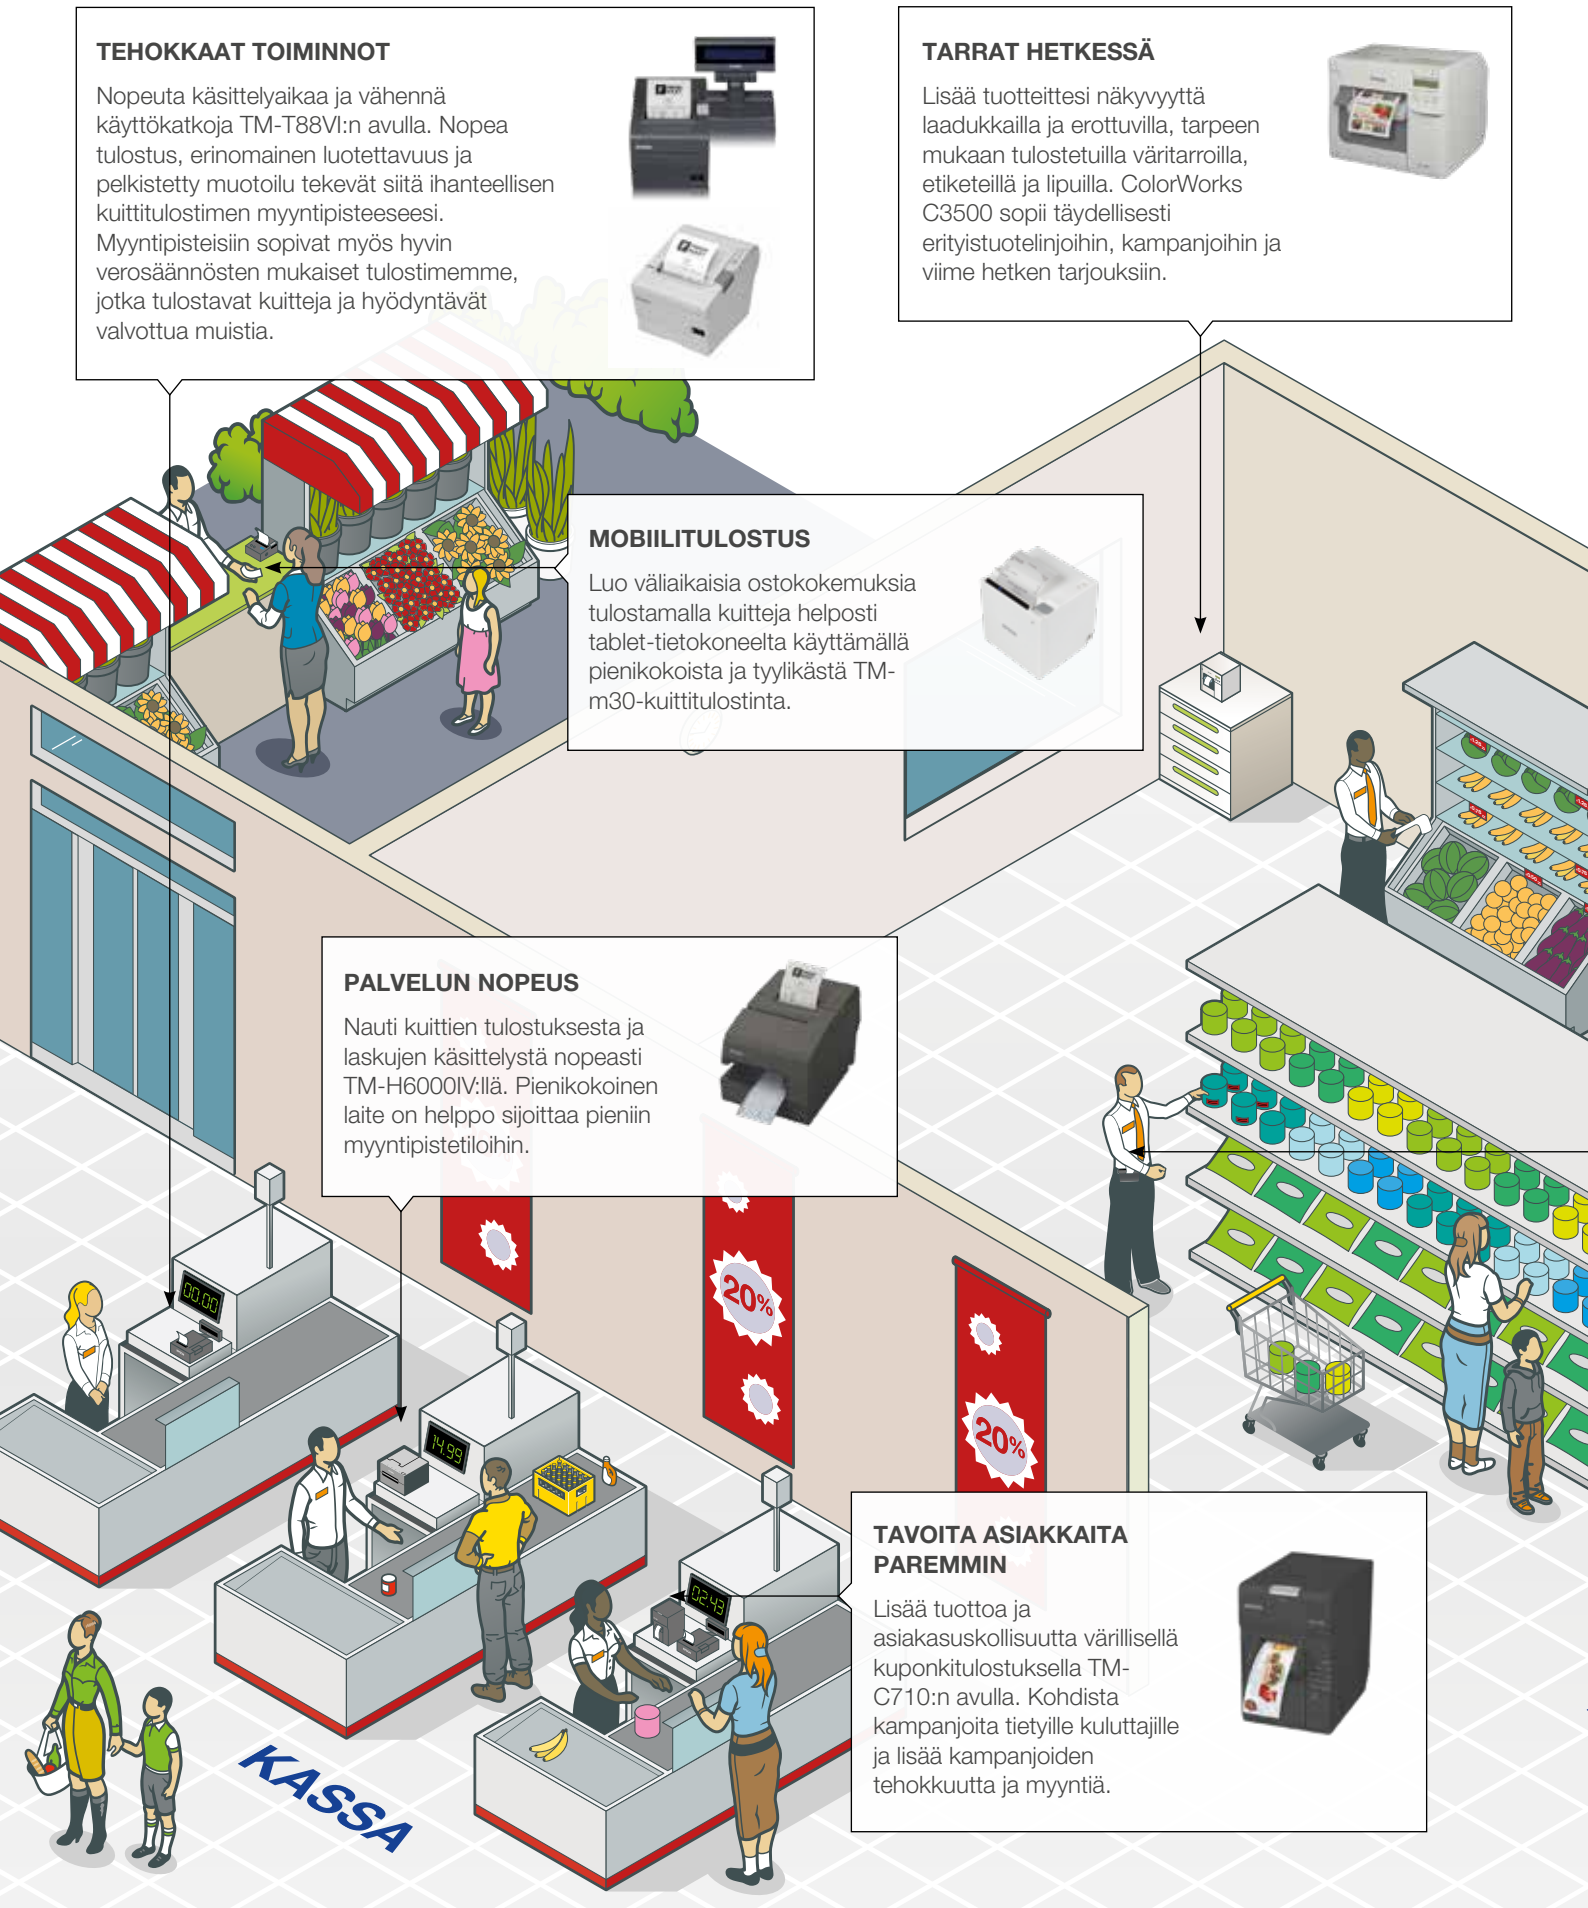 TEHOKKAAT TOIMINNOT
Nopeuta käsittelyaikaa ja vähennä
käyttökatkoja TM-T88VI:n avulla. Nopea
tulostus, erinomainen luotettavuus ja
pelkistetty muotoilu tekevät siitä ihanteellisen
kuittitulostimen myyntipisteeseesi.
Myyntipisteisiin sopivat myös hyvin
verosäännösten mukaiset tulostimemme,
jotka tulostavat kuitteja ja hyödyntävät
valvottua muistia.
TARRAT HETKESSÄ
Lisää tuotteittesi näkyvyyttä
laadukkailla ja erottuvilla, tarpeen
mukaan tulostetuilla väritarroilla,
etiketeillä ja lipuilla. ColorWorks
C3500 sopii täydellisesti
erityistuotelinjoihin, kampanjoihin ja
viime hetken tarjouksiin.
MOBIILITULOSTUS
Luo väliaikaisia ostokokemuksia
tulostamalla kuitteja helposti
tablet-tietokoneelta käyttämällä
pienikokoista ja tyylikästä TM-
m30-kuittitulostinta.
PALVELUN NOPEUS
Nauti kuittien tulostuksesta ja
laskujen käsittelystä nopeasti
TM-H6000IV:llä. Pienikokoinen
laite on helppo sijoittaa pieniin
myyntipistetiloihin.
20%
20%
00.00
14.99
02.43
TAVOITA ASIAKKAITA
PAREMMIN
Lisää tuottoa ja
asiakasuskollisuutta värillisellä
kuponkitulostuksella TM-
C710:n avulla. Kohdista
kampanjoita tietyille kuluttajille
ja lisää kampanjoiden
tehokkuutta ja myyntiä.
KASSA